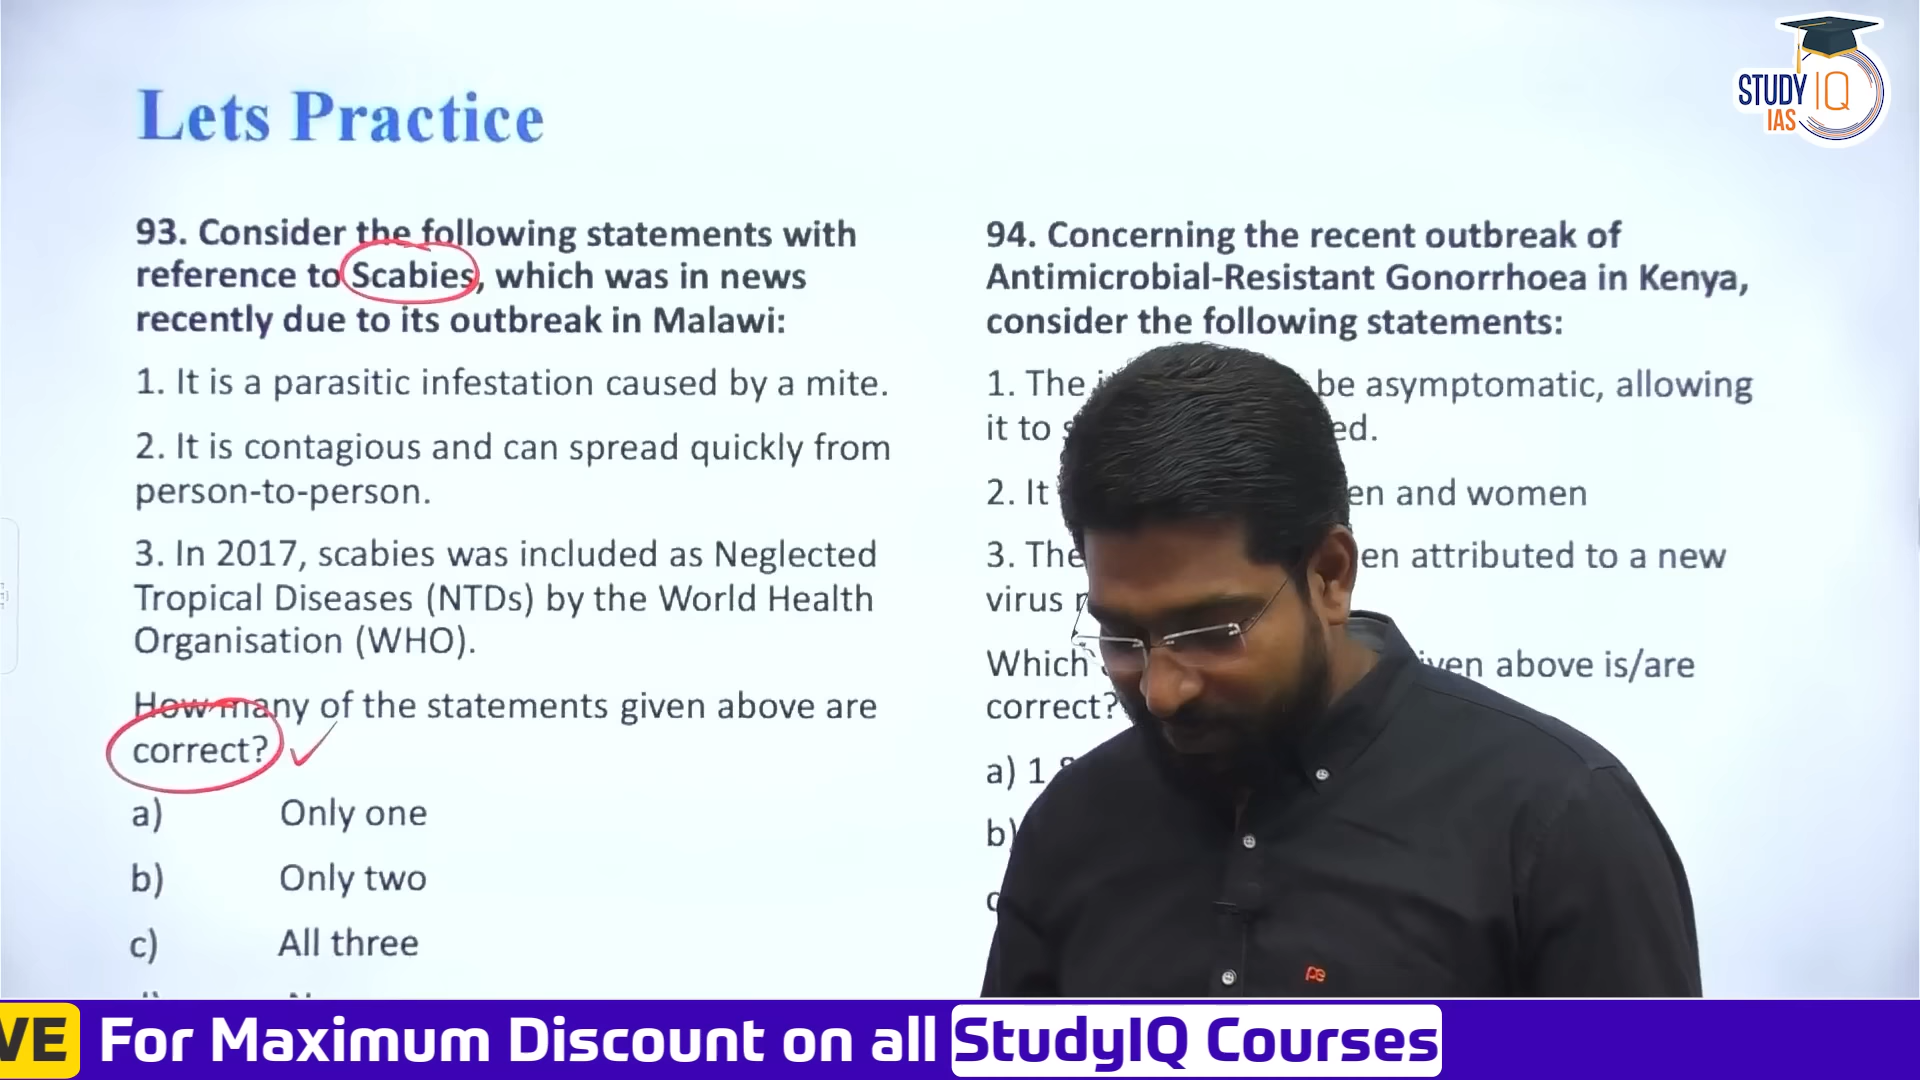 STUDY IQ
IAS
Lets Practice
93. Consider the following statements with
reference to Scabies, which was in news
recently due to its outbreak in Malawi:
1. It is a parasitic infestation caused by a mite.
2. It is contagious and can spread quickly from
person-to-person.
3. In 2017, scabies was included as Neglected
Tropical Diseases (NTDs) by the World Health
Organisation (WHO).
How many of the statements given above are
correct?
a) Only one
b) Only two
c) All three
94. Concerning the recent outbreak of
Antimicrobial-Resistant Gonorrhoea in Kenya,
consider the following statements:
1. The be asymptomatic, allowing
it to
2. It and women
3. The attributed to a new
virus
Which above is/are
correct?
a) 1
b)
For Maximum Discount on all StudyIQ Courses
pe